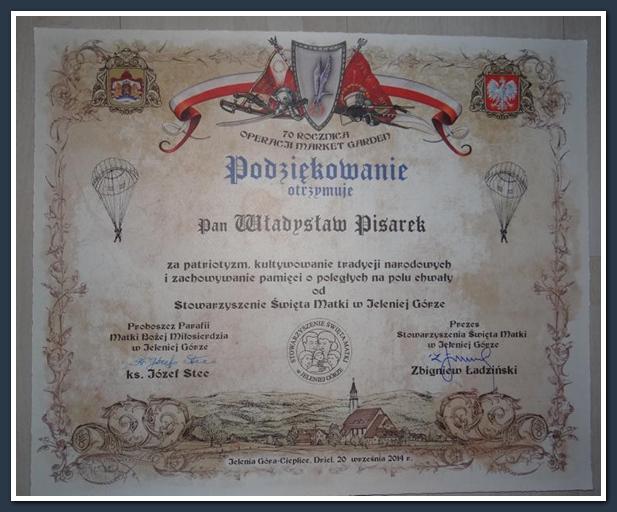 70 ROCZNICA
OPERACJI MARKET GARDEN
Podziękowanie
otrzymuje
Pan Władysław Pisarek
za patriotyzm, kultywowanie tradycji narodowych
i zachowywanie pamięci o poległych na polu chwały
od
Stowarzyszenie Święta Matki w Jeleniej Górze
Proboszcz Parafii
Matki Bożej Miłosierdzia
w Jeleniej Górze
ks. Józef Stec
STOWARZYSZENIE ŚWIĘTA MATKI
W JELENIEJ GÓRZE
Prezes
Stowarzyszenia Święta Matki
w Jeleniej Górze
Zbigniew Ładziński
Jelenia Góra-Cieplice, Driel, 20 września 2014 r.